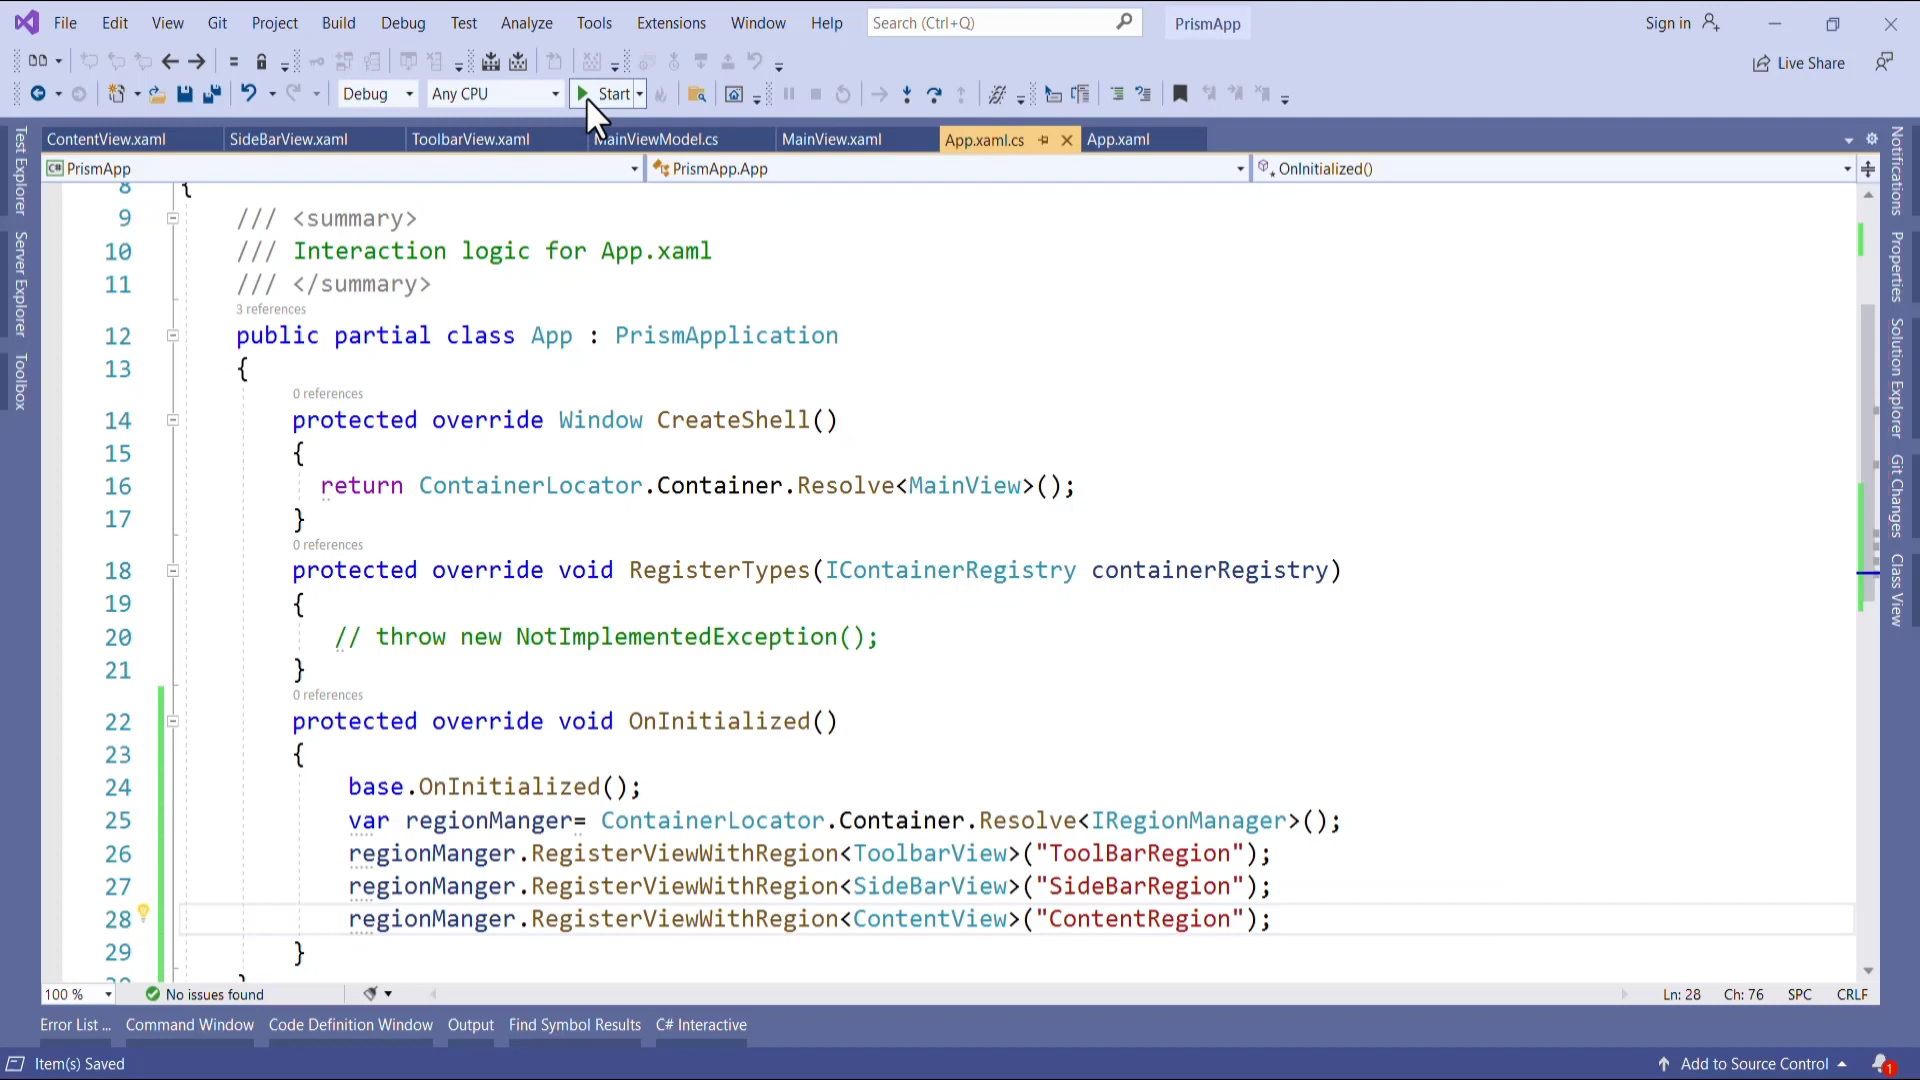 File Edit View Git Project Build Debug Test Analyze Tools Extensions Window Help Search (Ctrl+Q) PrismApp Sign in
Live Share
Debug Any CPU Start
ContentView.xaml SideBarView.xaml ToolbarView.xaml MainViewModel.cs MainView.xaml App.xaml.cs App.xaml
C# PrismApp PrismApp.App OnInitialized()
Test Explorer
Server Explorer
Toolbox
8 {
9 /// <summary>
10 /// Interaction logic for App.xaml
11 /// </summary>
3 references
12 public partial class App : PrismApplication
13 {
0 references
14 protected override Window CreateShell()
15 {
16 return ContainerLocator.Container.Resolve<MainView>();
17 }
0 references
18 protected override void RegisterTypes(IContainerRegistry containerRegistry)
19 {
20 // throw new NotImplementedException();
21 }
0 references
22 protected override void OnInitialized()
23 {
24 base.OnInitialized();
25 var regionManger= ContainerLocator.Container.Resolve<IRegionManager>();
26 regionManger.RegisterViewWithRegion<ToolbarView>("ToolBarRegion");
27 regionManger.RegisterViewWithRegion<SideBarView>("SideBarRegion");
28 regionManger.RegisterViewWithRegion<ContentView>("ContentRegion");
29 }
Notifications
Properties
Solution Explorer
Git Changes
Class View
100 % No issues found Ln: 28 Ch: 76 SPC CRLF
Error List ... Command Window Code Definition Window Output Find Symbol Results C# Interactive
Item(s) Saved Add to Source Control 1